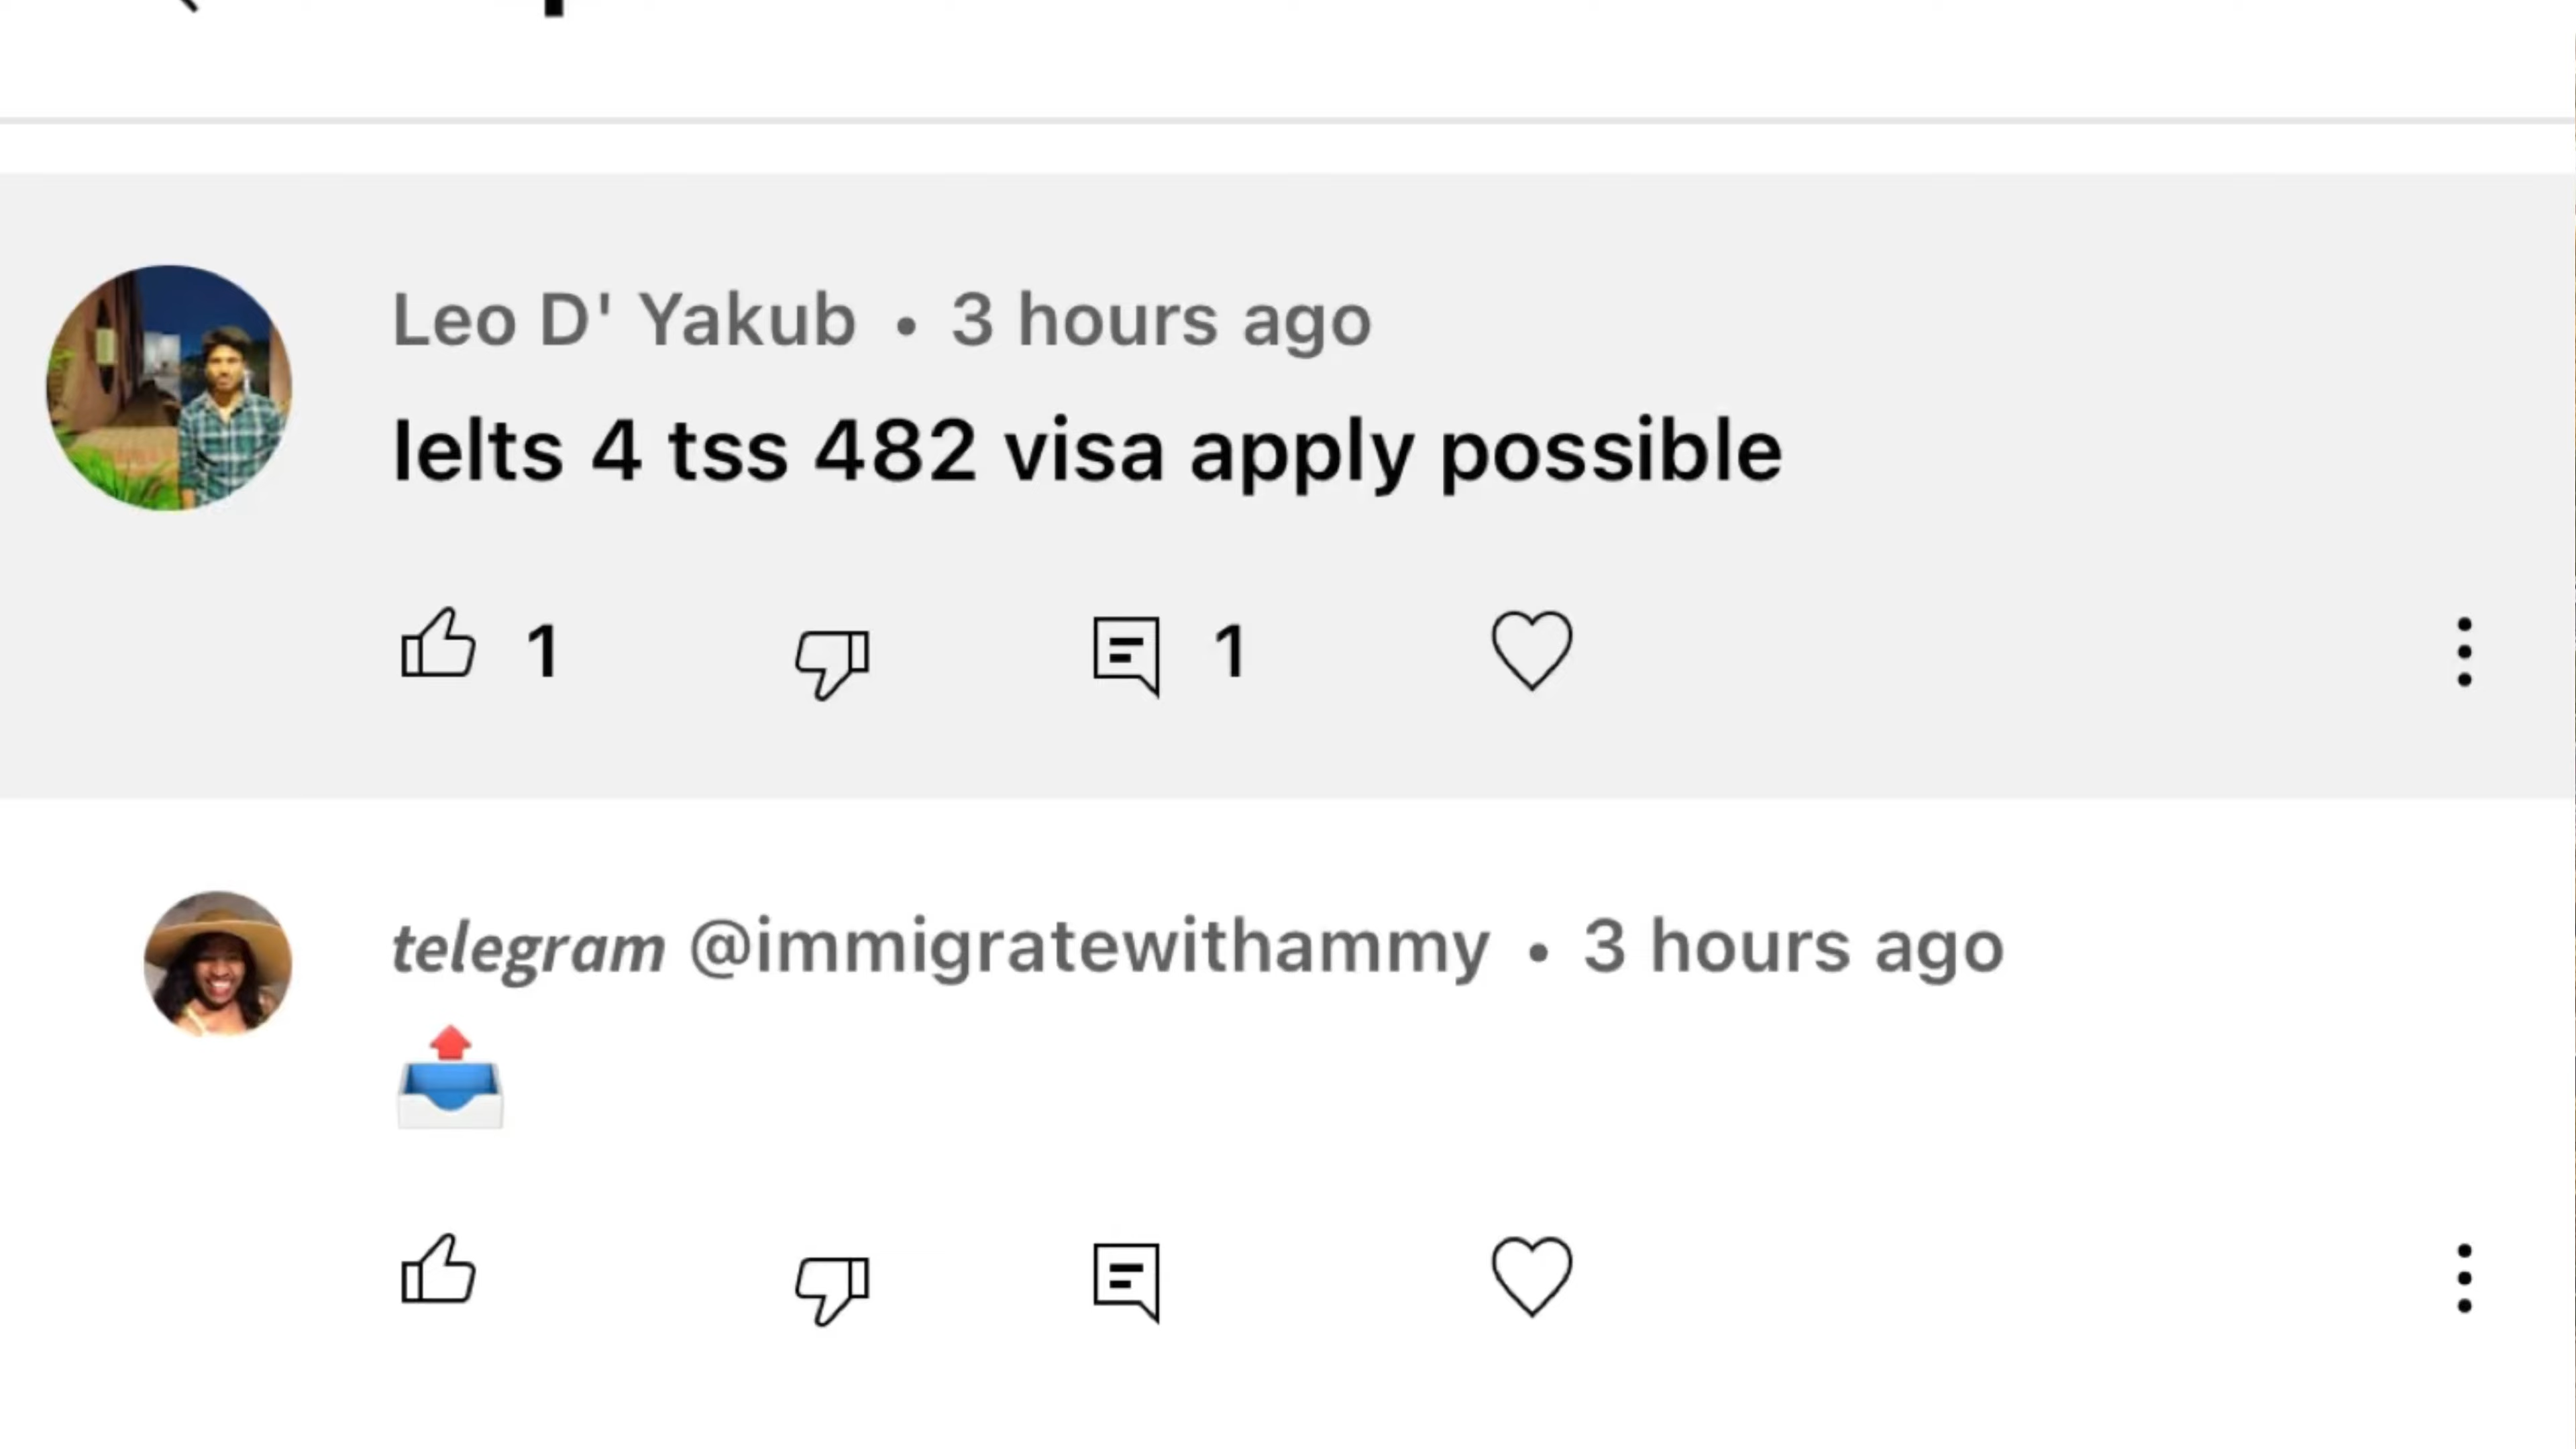 Leo D' Yakub • 3 hours ago
Ielts 4 tss 482 visa apply possible
1
1
telegram @immigratewithammy • 3 hours ago